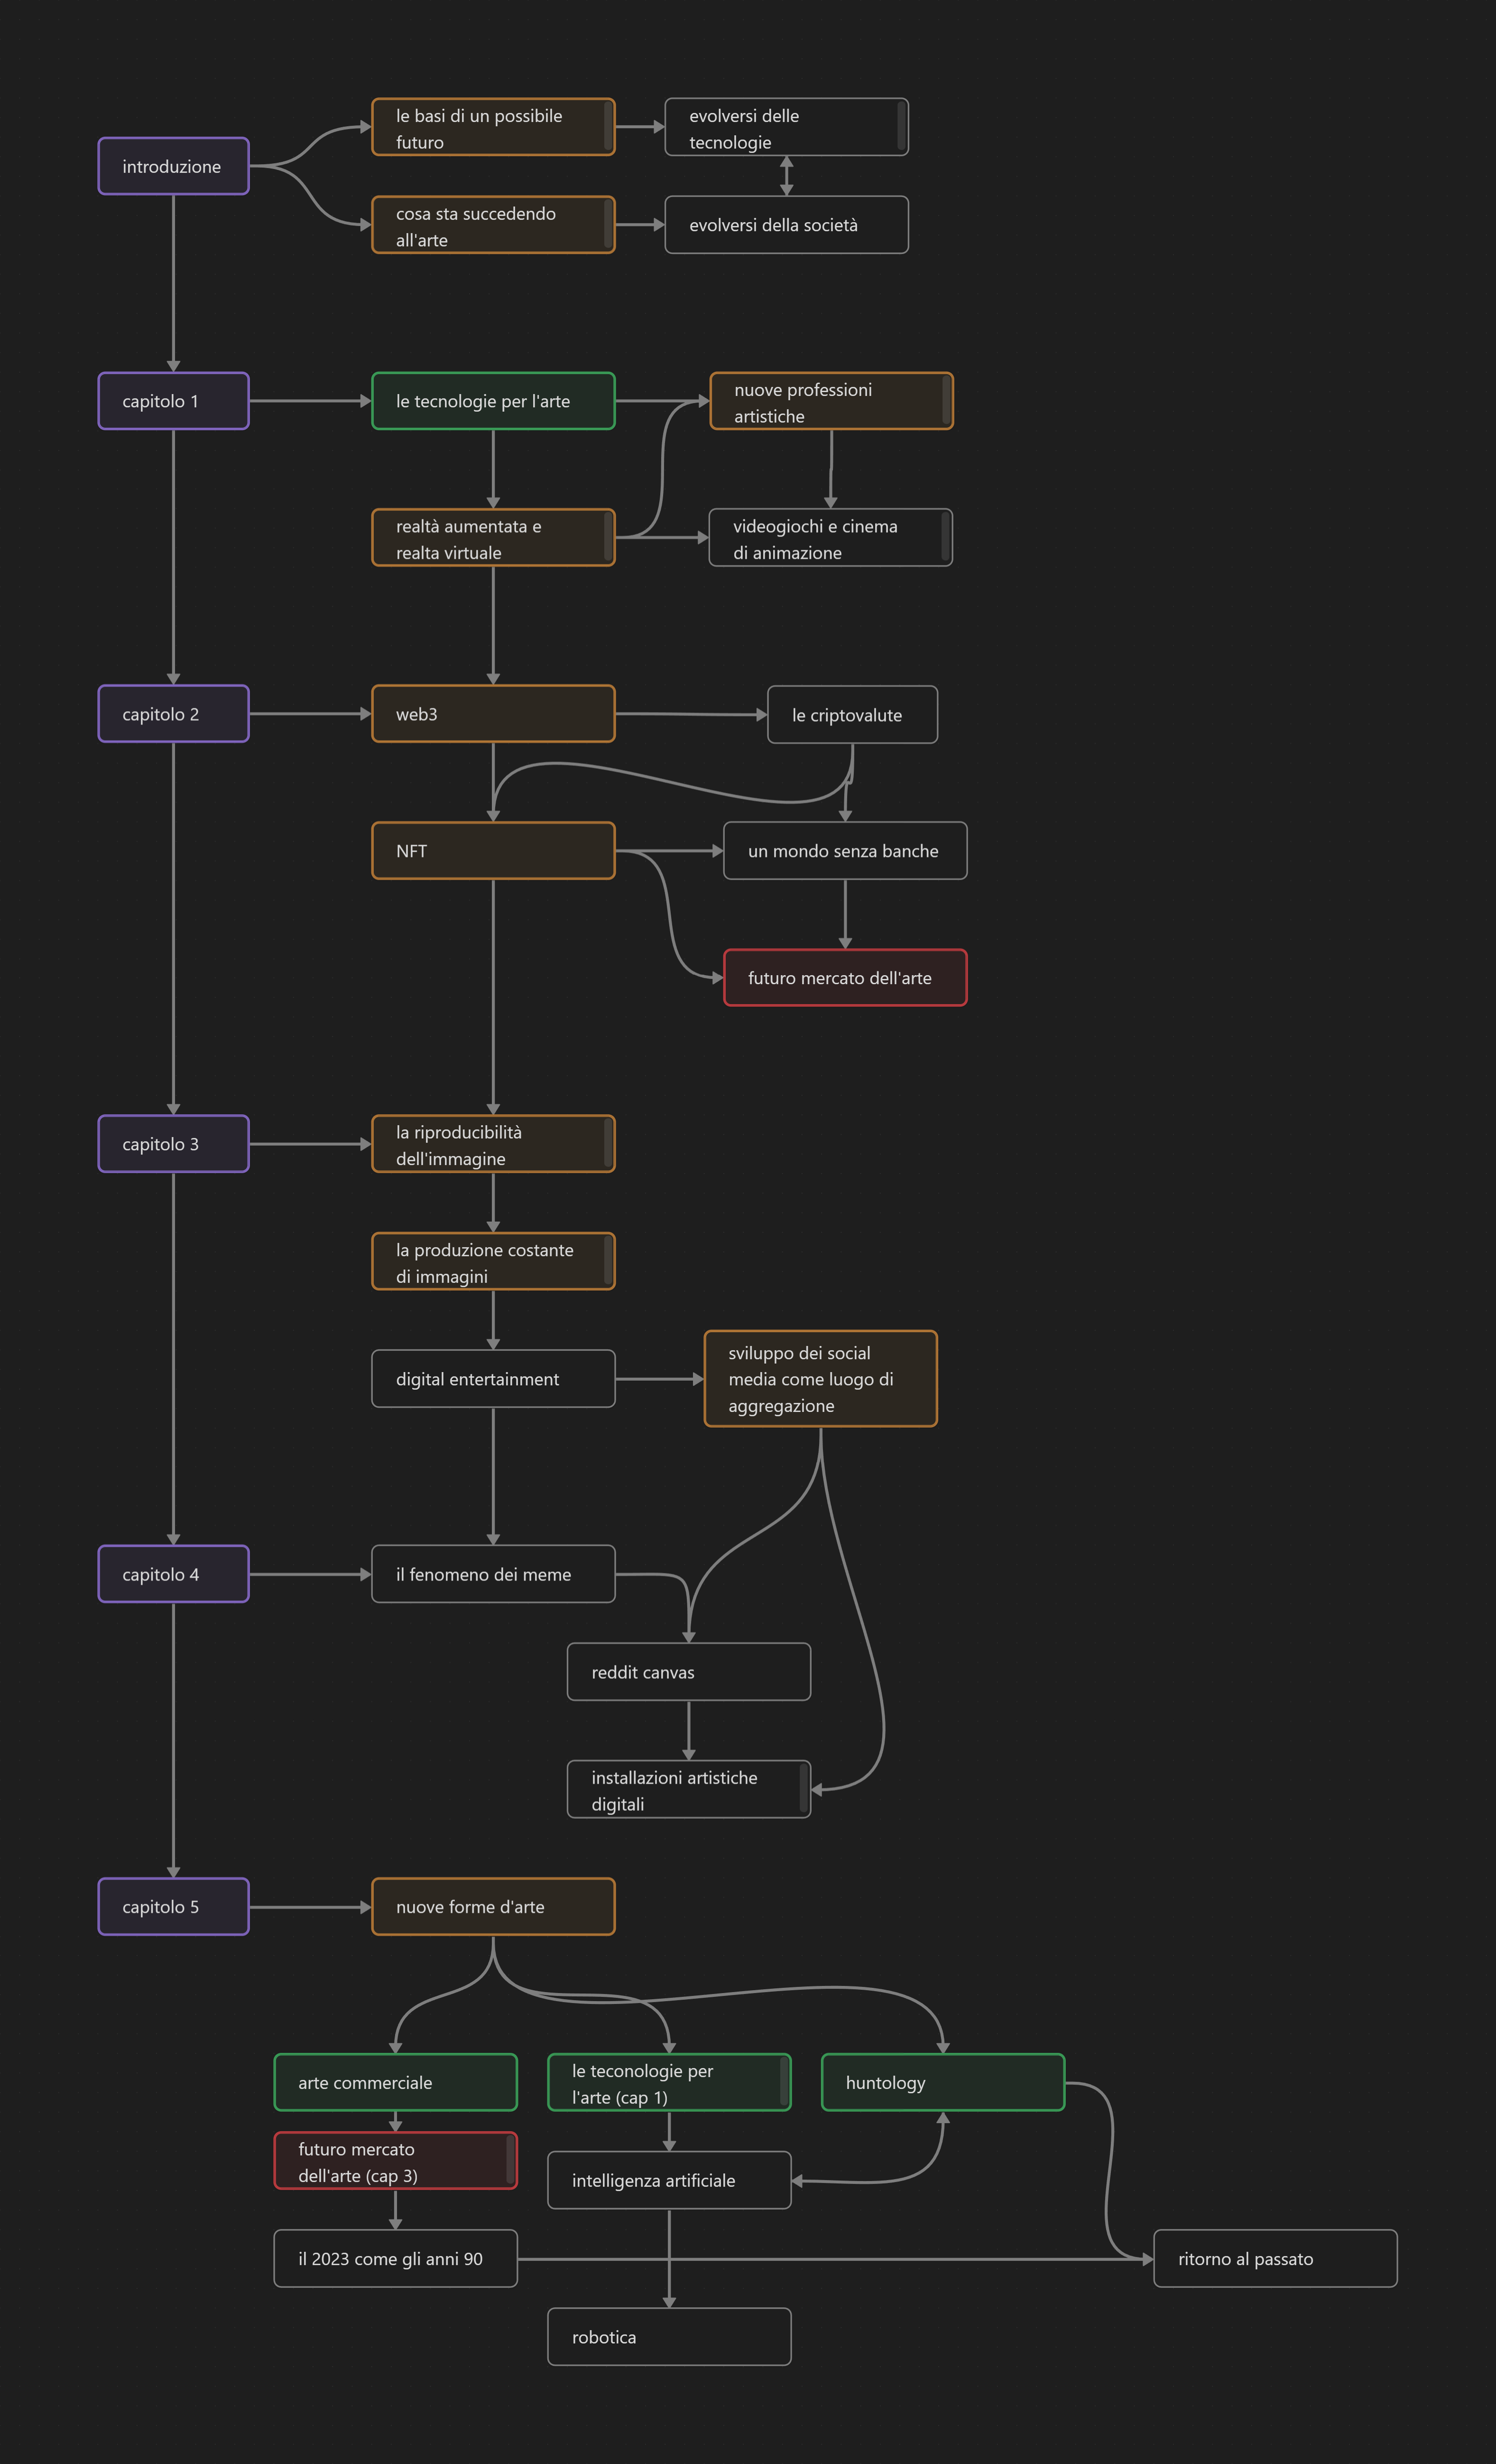 le basi di un possibile
futuro
evolversi delle
tecnologie
introduzione
cosa sta succedendo
all'arte
evolversi della società
capitolo 1
le tecnologie per l'arte
nuove professioni
artistiche
realtà aumentata e
realta virtuale
videogiochi e cinema
di animazione
capitolo 2
web3
le criptovalute
NFT
un mondo senza banche
futuro mercato dell'arte
capitolo 3
la riproducibilità
dell'immagine
la produzione costante
di immagini
digital entertainment
sviluppo dei social
media come luogo di
aggregazione
capitolo 4
il fenomeno dei meme
reddit canvas
installazioni artistiche
digitali
capitolo 5
nuove forme d'arte
arte commerciale
le teconologie per
l'arte (cap 1)
huntology
futuro mercato
dell'arte (cap 3)
intelligenza artificiale
il 2023 come gli anni 90
ritorno al passato
robotica